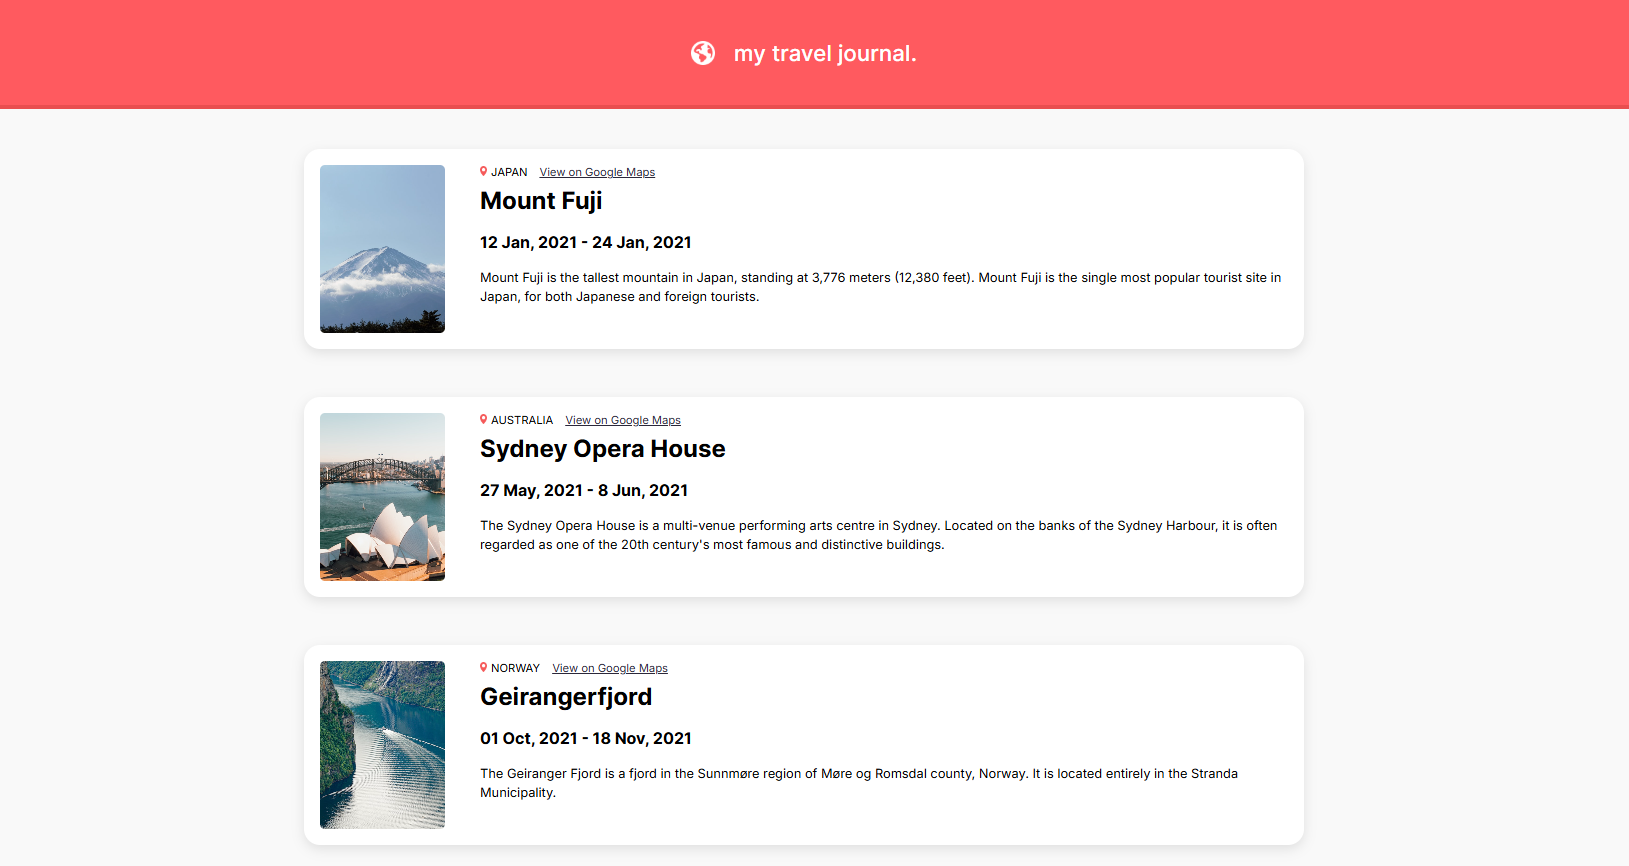 my travel journal.
JAPAN View on Google Maps
Mount Fuji
12 Jan, 2021 - 24 Jan, 2021
Mount Fuji is the tallest mountain in Japan, standing at 3,776 meters (12,380 feet). Mount Fuji is the single most popular tourist site in
Japan, for both Japanese and foreign tourists.
AUSTRALIA View on Google Maps
Sydney Opera House
27 May, 2021 - 8 Jun, 2021
The Sydney Opera House is a multi-venue performing arts centre in Sydney. Located on the banks of the Sydney Harbour, it is often
regarded as one of the 20th century's most famous and distinctive buildings.
NORWAY View on Google Maps
Geirangerfjord
01 Oct, 2021 - 18 Nov, 2021
The Geiranger Fjord is a fjord in the Sunnmøre region of Møre og Romsdal county, Norway. It is located entirely in the Stranda
Municipality.